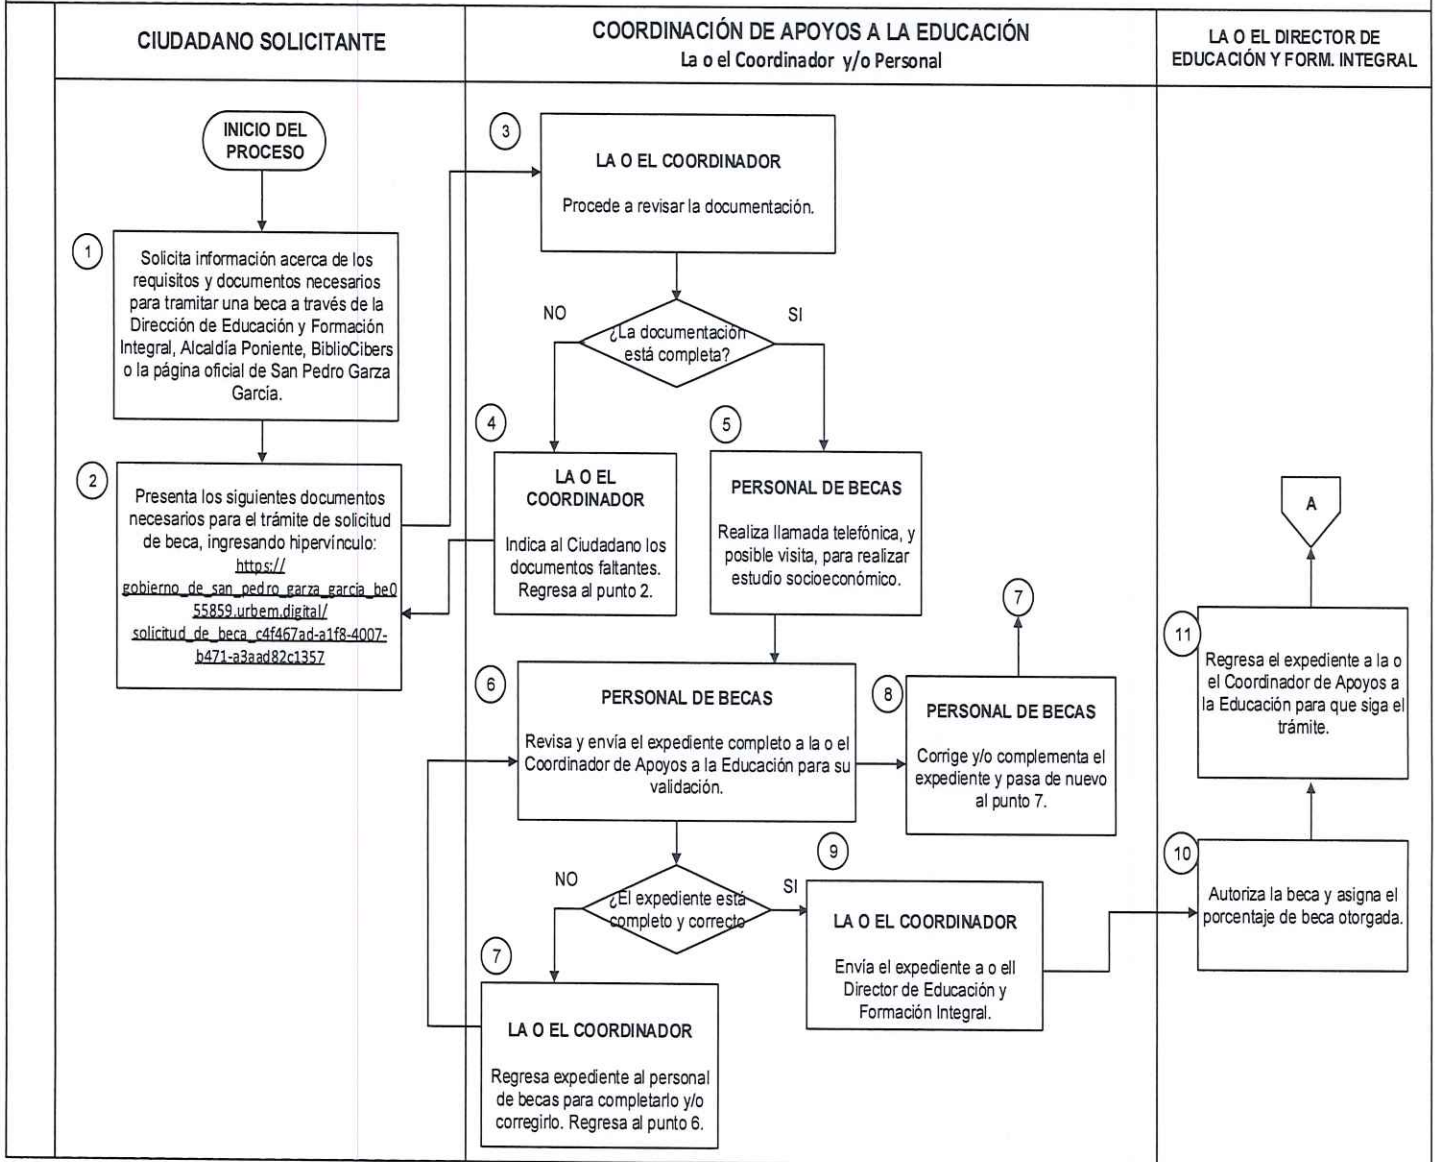 CIUDADANO SOLICITANTE
COORDINACIÓN DE APOYOS A LA EDUCACIÓN
La o el Coordinador y/o Personal
LA O EL DIRECTOR DE
EDUCACIÓN Y FORM. INTEGRAL
INICIO DEL
PROCESO
1
Solicita información acerca de los
requisitos y documentos necesarios
para tramitar una beca a través de la
Dirección de Educación y Formación
Integral, Alcaldía Poniente, BiblioCibers
o la página oficial de San Pedro Garza
García.
2
Presenta los siguientes documentos
necesarios para el trámite de solicitud
de beca, ingresando hipervínculo:
https://
gobierno_de_san_pedro_garza_garcia_be0
55859.urbem.digital/
solicitud_de_beca_c4f467ad-a1f8-4007-
b471-a3aad82c1357
3
LA O EL COORDINADOR
Procede a revisar la documentación.
NO
SI
¿La documentación
está completa?
4
LA O EL
COORDINADOR
Indica al Ciudadano los
documentos faltantes.
Regresa al punto 2.
5
PERSONAL DE BECAS
Realiza llamada telefónica, y
posible visita, para realizar
estudio socioeconómico.
6
PERSONAL DE BECAS
Revisa y envía el expediente completo a la o el
Coordinador de Apoyos a la Educación para su
validación.
7
8
PERSONAL DE BECAS
Corrige y/o complementa el
expediente y pasa de nuevo
al punto 7.
NO
SI
¿El expediente está
completo y correcto
7
LA O EL COORDINADOR
Regresa expediente al personal
de becas para completarlo y/o
corregirlo. Regresa al punto 6.
9
LA O EL COORDINADOR
Envía el expediente a o ell
Director de Educación y
Formación Integral.
A
11
Regresa el expediente a la o
el Coordinador de Apoyos a
la Educación para que siga el
trámite.
10
Autoriza la beca y asigna el
porcentaje de beca otorgada.